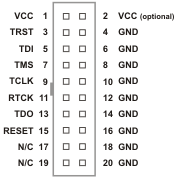 VCC 1 2 VCC (optional)
TRST 3 4 GND
TDI 5 6 GND
TMS 7 8 GND
TCLK 9 10 GND
RTCK 11 12 GND
TDO 13 14 GND
RESET 15 16 GND
N/C 17 18 GND
N/C 19 20 GND